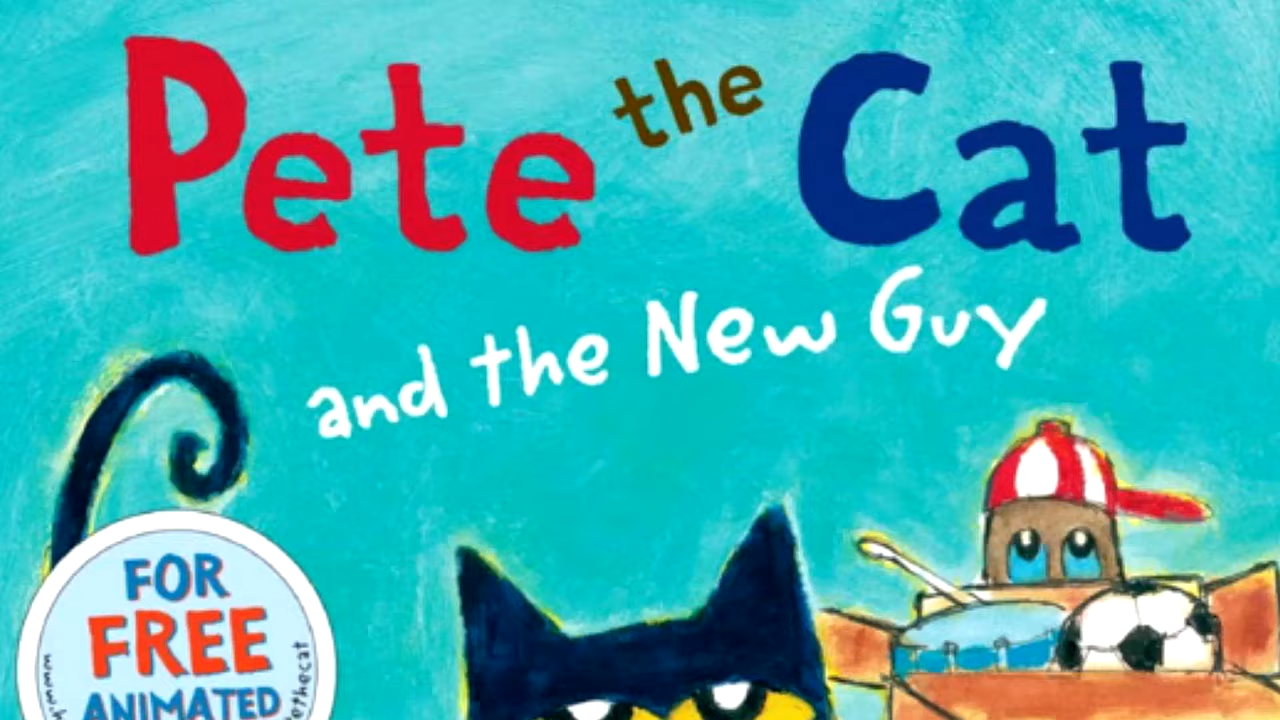 Pete the Cat
and the New Guy
FOR
FREE
ANIMATED